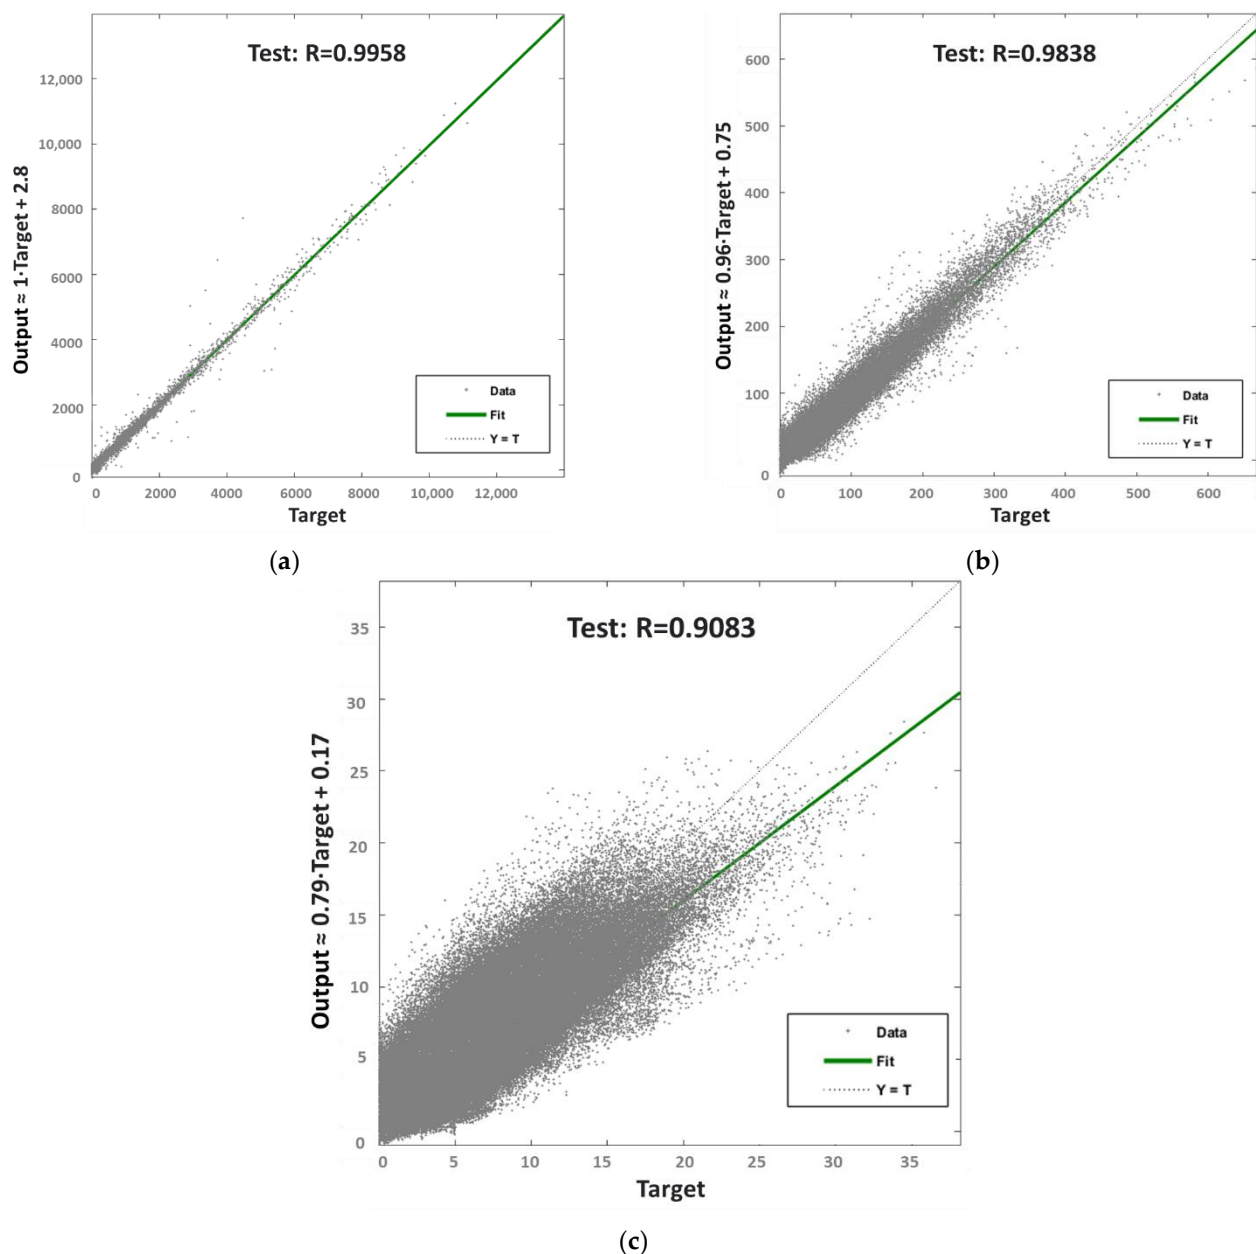 Test: R=0.9958
12,000
10,000
8000
6000
4000
2000
0
Output ≈ 1·Target + 2.8
Data
Fit
Y = T
0 2000 4000 6000 8000 10,000 12,000
Target
(a)
Test: R=0.9838
600
500
400
300
200
100
0
Output ≈ 0.96·Target + 0.75
Data
Fit
Y = T
0 100 200 300 400 500 600
Target
(b)
Test: R=0.9083
35
30
25
20
15
10
5
0
Output ≈ 0.79·Target + 0.17
Data
Fit
Y = T
0 5 10 15 20 25 30 35
Target
(c)